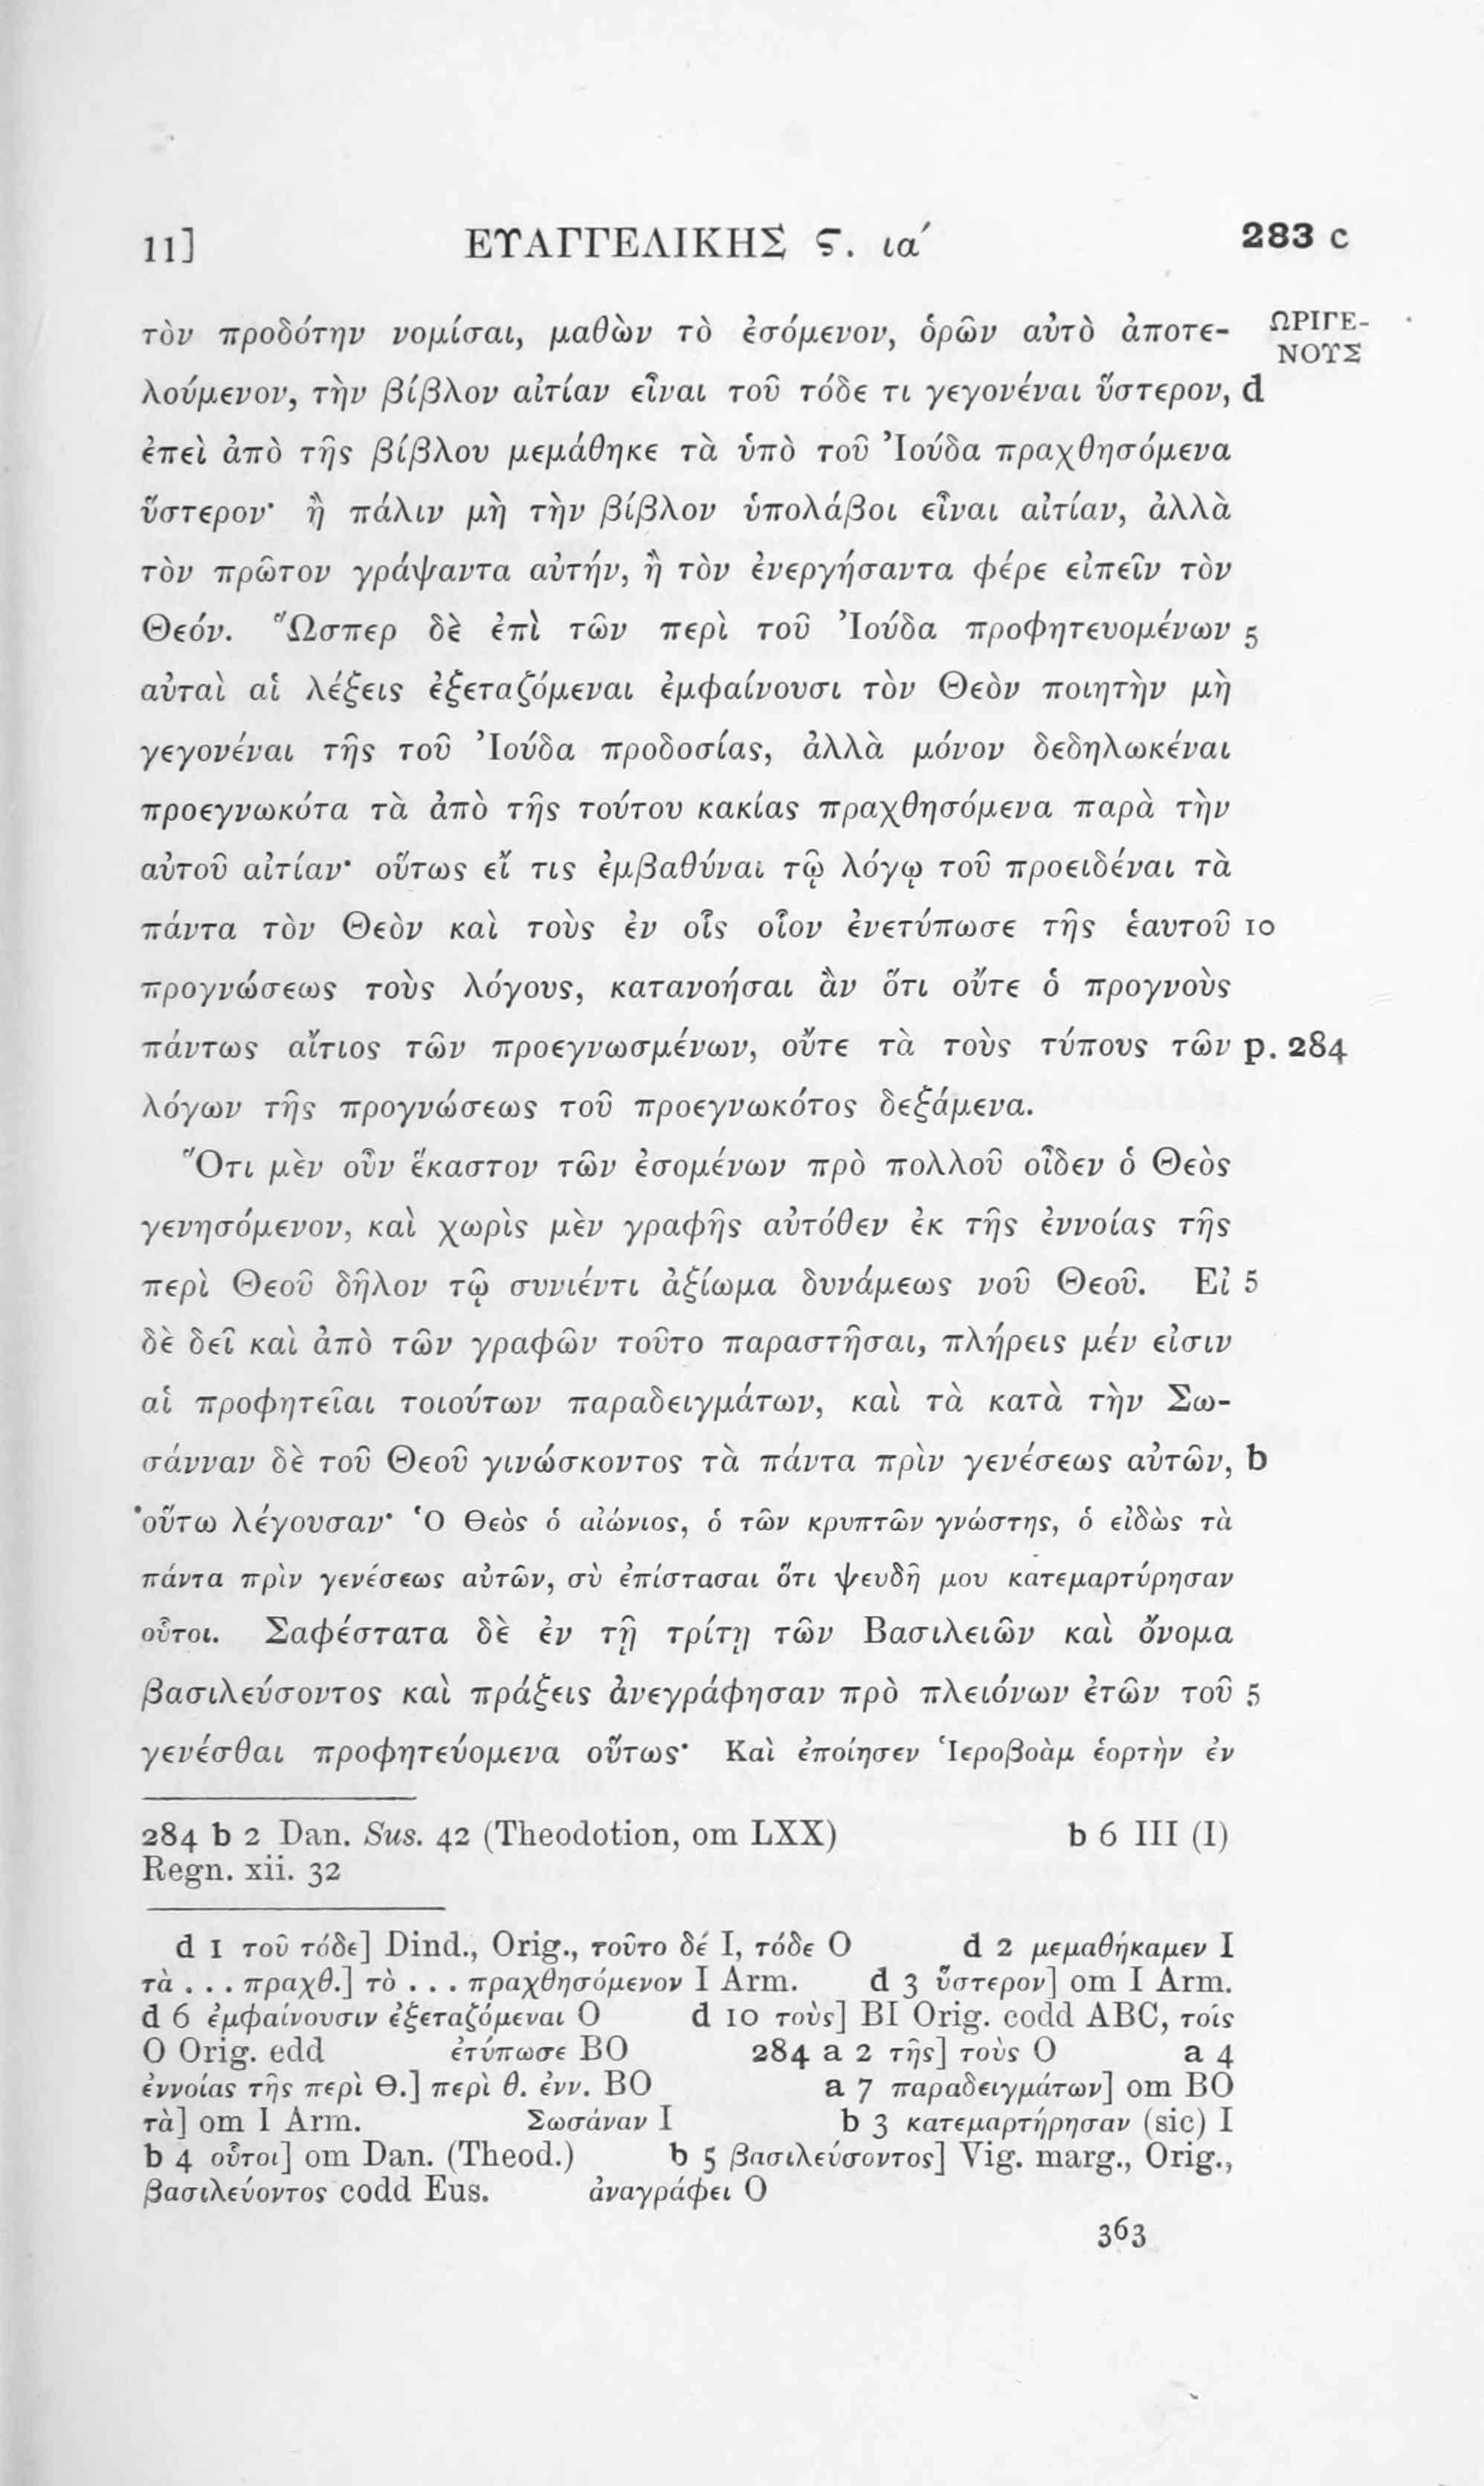 11] ΕΥΑΓΓΕΛΙΚΗΣ Ϛ. ια´ 283 c
τὸν προδότην νομίσαι, μαθὼν τὸ ἐσόμενον, ὁρῶν αὐτὸ ἀποτε- ΩΡΙΓΕ-
ΝΟΥΣ
λούμενον, τὴν βίβλον αἰτίαν εἶναι τοῦ τόδε τι γεγονέναι ὕστερον, d
ἐπεὶ ἀπὸ τῆς βίβλου μεμάθηκε τὰ ὑπὸ τοῦ Ἰούδα πραχθησόμενα
ὕστερον· ἢ πάλιν μὴ τὴν βίβλον ὑπολάβοι εἶναι αἰτίαν, ἀλλὰ
τὸν πρῶτον γράψαντα αὐτήν, ἢ τὸν ἐνεργήσαντα φέρε εἰπεῖν τὸν
Θεόν. Ὥσπερ δὲ ἐπὶ τῶν περὶ τοῦ Ἰούδα προφητευομένων 5
αὐταὶ αἱ λέξεις ἐξεταζόμεναι ἐμφαίνουσι τὸν Θεὸν ποιητὴν μὴ
γεγονέναι τῆς τοῦ Ἰούδα προδοσίας, ἀλλὰ μόνον δεδηλωκέναι
προεγνωκότα τὰ ἀπὸ τῆς τούτου κακίας πραχθησόμενα παρὰ τὴν
αὐτοῦ αἰτίαν· οὕτως εἴ τις ἐμβαθύναι τῷ λόγῳ τοῦ προειδέναι τὰ
πάντα τὸν Θεὸν καὶ τοὺς ἐν οἷς οἷον ἐνετύπωσε τῆς ἑαυτοῦ 10
προγνώσεως τοὺς λόγους, κατανοήσαι ἂν ὅτι οὔτε ὁ προγνοὺς
πάντως αἴτιος τῶν προεγνωσμένων, οὔτε τὰ τοὺς τύπους τῶν p. 284
λόγων τῆς προγνώσεως τοῦ προεγνωκότος δεξάμενα.
Ὅτι μὲν οὖν ἕκαστον τῶν ἐσομένων πρὸ πολλοῦ οἶδεν ὁ Θεὸς
γενησόμενον, καὶ χωρὶς μὲν γραφῆς αὐτόθεν ἐκ τῆς ἐννοίας τῆς
περὶ Θεοῦ δῆλον τῷ συνιέντι ἀξίωμα δυνάμεως νοῦ Θεοῦ. Εἰ 5
δὲ δεῖ καὶ ἀπὸ τῶν γραφῶν τοῦτο παραστῆσαι, πλήρεις μέν εἰσιν
αἱ προφητεῖαι τοιούτων παραδειγμάτων, καὶ τὰ κατὰ τὴν Σω-
σάνναν δὲ τοῦ Θεοῦ γινώσκοντος τὰ πάντα πρὶν γενέσεως αὐτῶν, b
οὕτω λέγουσαν· Ὁ Θεὸς ὁ αἰώνιος, ὁ τῶν κρυπτῶν γνώστης, ὁ εἰδὼς τὰ
πάντα πρὶν γενέσεως αὐτῶν, σὺ ἐπίστασαι ὅτι ψευδῆ μου κατεμαρτύρησαν
οὗτοι. Σαφέστατα δὲ ἐν τῇ τρίτῃ τῶν Βασιλειῶν καὶ ὄνομα
βασιλεύσοντος καὶ πράξεις ἀνεγράφησαν πρὸ πλειόνων ἐτῶν τοῦ 5
γενέσθαι προφητευόμενα οὕτως· Καὶ ἐποίησεν Ἱεροβοὰμ ἑορτὴν ἐν
284 b 2 Dan. Sus. 42 (Theodotion, om LXX) b 6 III (I)
Regn. xii. 32
d 1 τοῦ τόδε] Dind., Orig., τοῦτο δέ I, τόδε O d 2 μεμαθήκαμεν I
τὰ . . . πραχθ.] τὸ . . . πραχθησόμενον I Arm. d 3 ὕστερον] om I Arm.
d 6 ἐμφαίνουσιν ἐξεταζόμεναι O d 10 τοὺς] BI Orig. codd ABC, τοῖς
O Orig. edd ἐτύπωσε BO 284 a 2 τῆς] τοὺς O a 4
ἐννοίας τῆς περὶ Θ.] περὶ θ. ἐνν. BO a 7 παραδειγμάτων] om BO
τὰ] om I Arm. Σωσάναν I b 3 κατεμαρτήρησαν (sic) I
b 4 οὗτοι] om Dan. (Theod.) b 5 βασιλεύσοντος] Vig. marg., Orig.,
βασιλεύοντος codd Eus. ἀναγράφει O
363